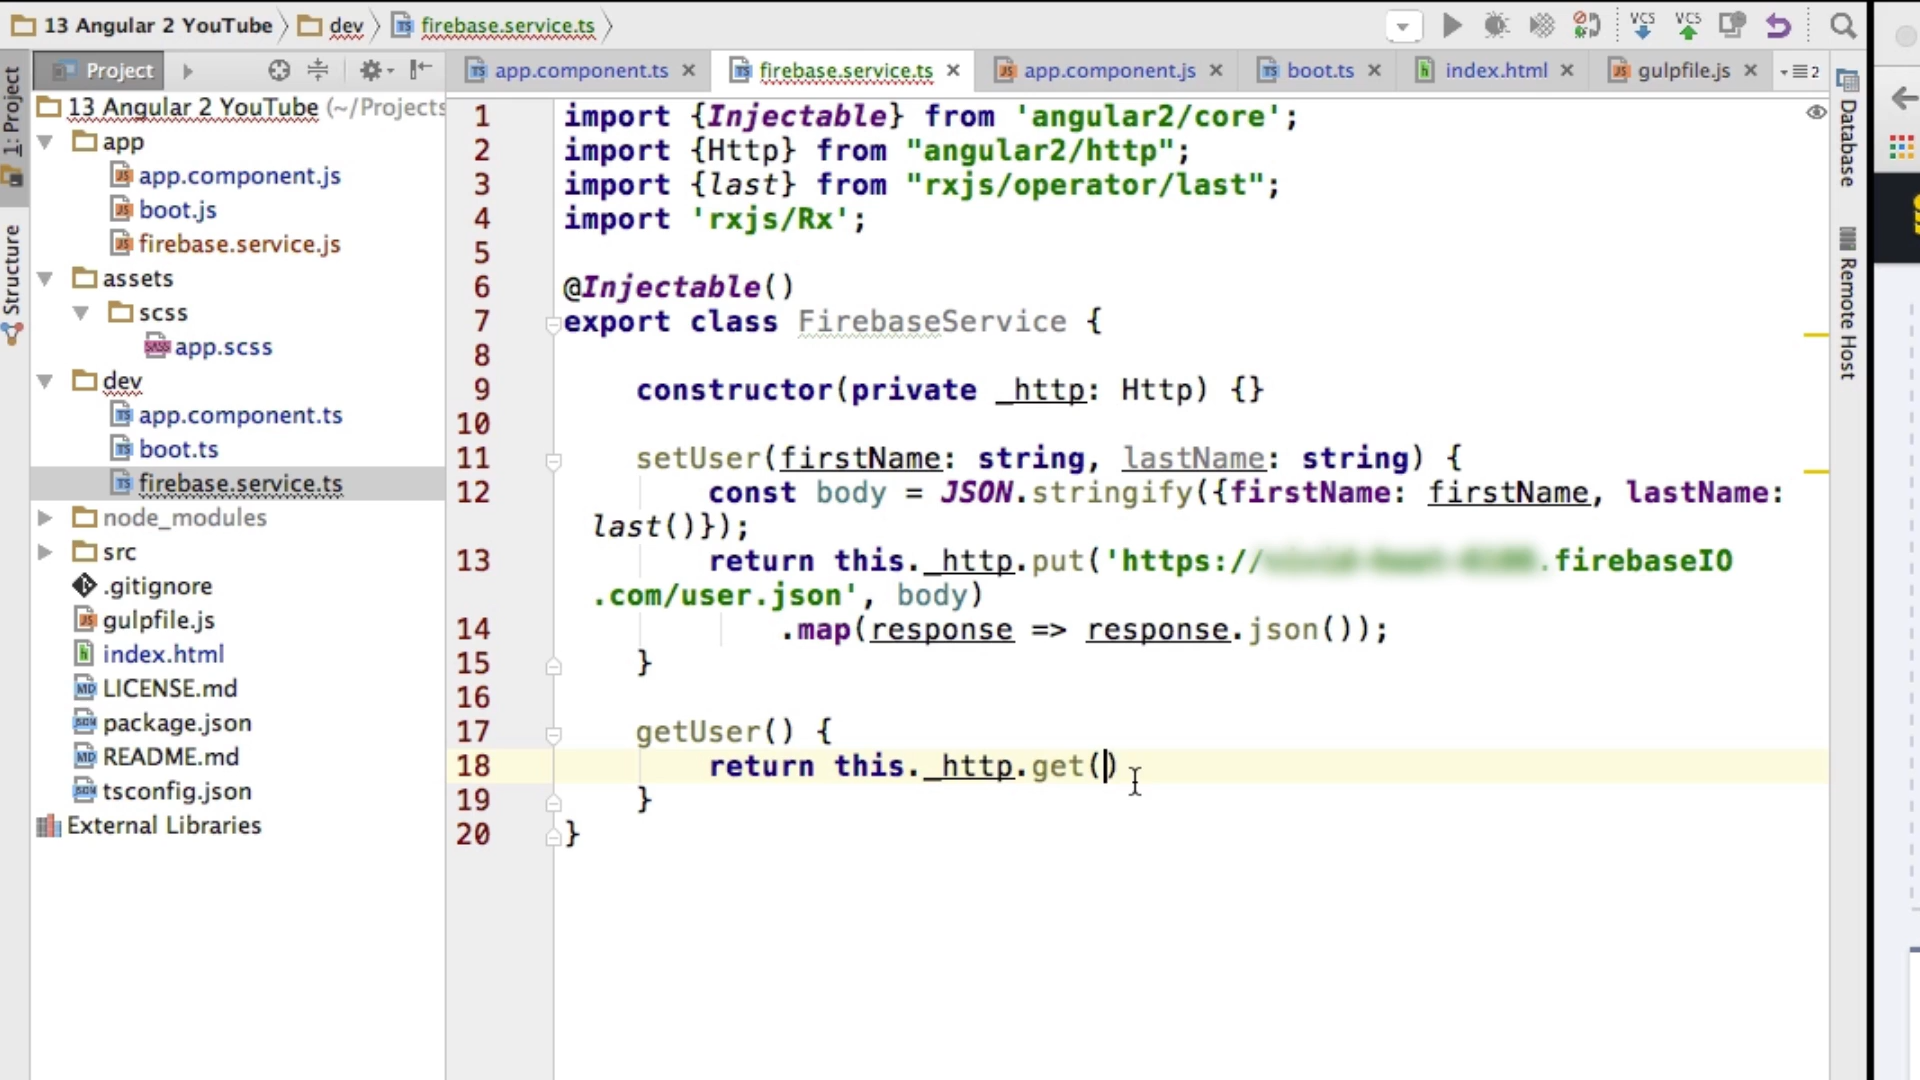 13 Angular 2 YouTube
dev
firebase.service.ts
VCS
VCS
Project
app.component.ts
firebase.service.ts
app.component.js
boot.ts
index.html
gulpfile.js
2
1: Project
Structure
13 Angular 2 YouTube (~/Projects
app
app.component.js
boot.js
firebase.service.js
assets
scss
app.scss
dev
app.component.ts
boot.ts
firebase.service.ts
node_modules
src
.gitignore
gulpfile.js
index.html
LICENSE.md
package.json
README.md
tsconfig.json
External Libraries
1 import {Injectable} from 'angular2/core';
2 import {Http} from "angular2/http";
3 import {last} from "rxjs/operator/last";
4 import 'rxjs/Rx';
5
6 @Injectable()
7 export class FirebaseService {
8
9 constructor(private _http: Http) {}
10
11 setUser(firstName: string, lastName: string) {
12 const body = JSON.stringify({firstName: firstName, lastName:
last()});
13 return this._http.put('https://.firebaseIO
.com/user.json', body)
14 .map(response => response.json());
15 }
16
17 getUser() {
18 return this._http.get()
19 }
20 }
Database
Remote Host